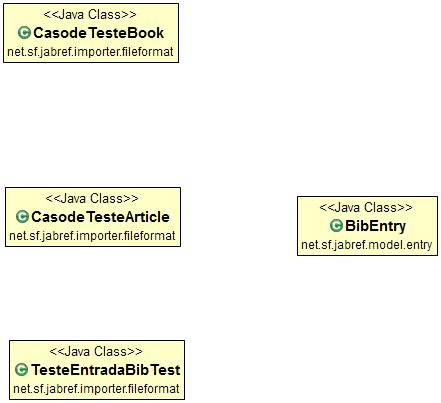 <<Java Class>>
CasodeTesteBook
net.sf.jabref.importer.fileformat
<<Java Class>>
CasodeTesteArticle
net.sf.jabref.importer.fileformat
<<Java Class>>
BibEntry
net.sf.jabref.model.entry
<<Java Class>>
TesteEntradaBibTest
net.sf.jabref.importer.fileformat